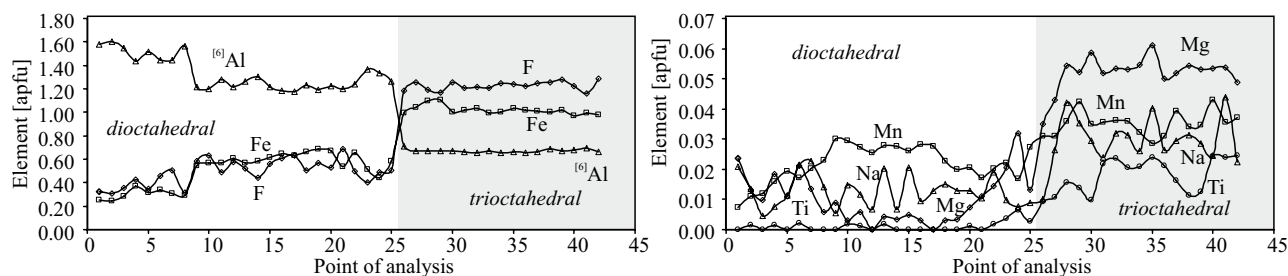 Element [apfu]
1.80
1.60
1.40
1.20
1.00
0.80
0.60
0.40
0.20
0.00
[6]Al
F
Fe
dioctahedral
Fe
F
[6]Al
trioctahedral
0 5 10 15 20 25 30 35 40 45
Point of analysis
Element [apfu]
0.07
0.06
0.05
0.04
0.03
0.02
0.01
0.00
dioctahedral
Mg
Mn
Mn
Na
Na
Ti
Mg
Ti
trioctahedral
0 5 10 15 20 25 30 35 40 45
Point of analysis